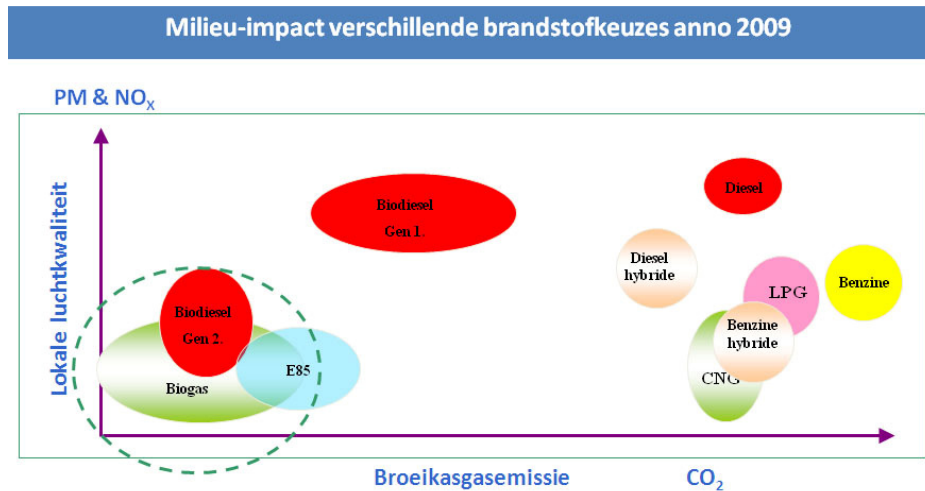 Milieu-impact verschillende brandstofkeuzes anno 2009
PM & NOx
Lokale luchtkwaliteit
Biodiesel
Gen 1.
Diesel
Diesel
hybride
LPG
Benzine
Biodiesel
Gen 2.
Benzine
hybride
E85
CNG
Biogas
Broeikasgasemissie CO2